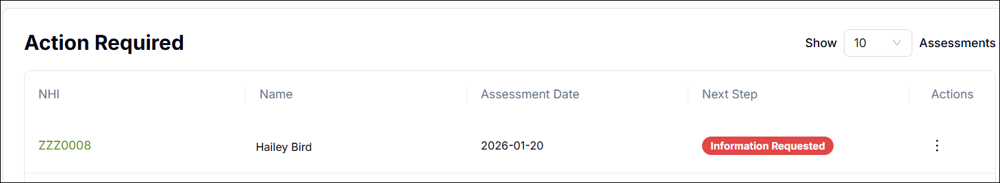 Action Required
Show 10 Assessments
NHI Name Assessment Date Next Step Actions
ZZZ0008 Hailey Bird 2026-01-20 Information Requested